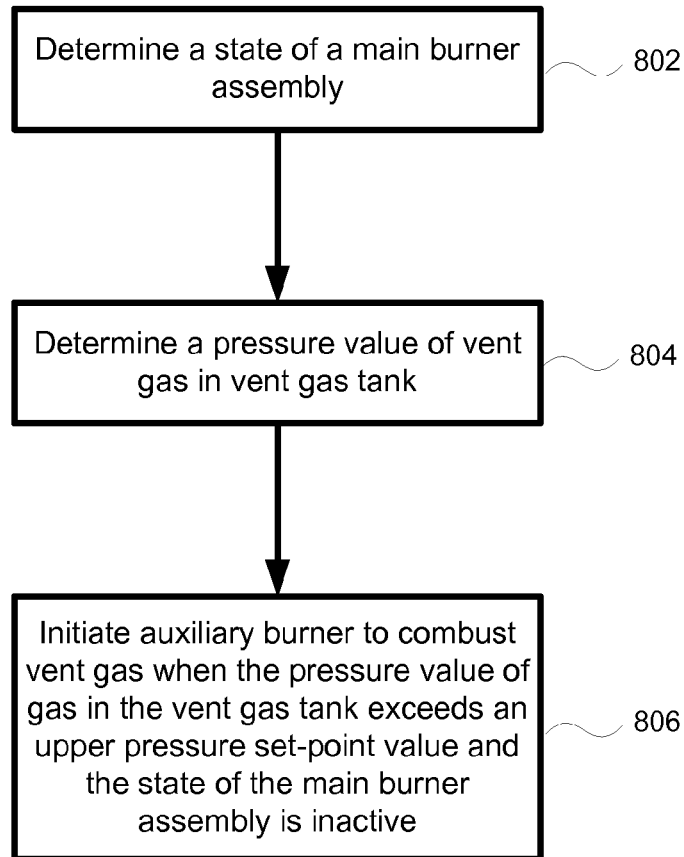 Determine a state of a main burner
assembly
802
Determine a pressure value of vent
gas in vent gas tank
804
Initiate auxiliary burner to combust
vent gas when the pressure value of
gas in the vent gas tank exceeds an
upper pressure set-point value and
the state of the main burner
assembly is inactive
806